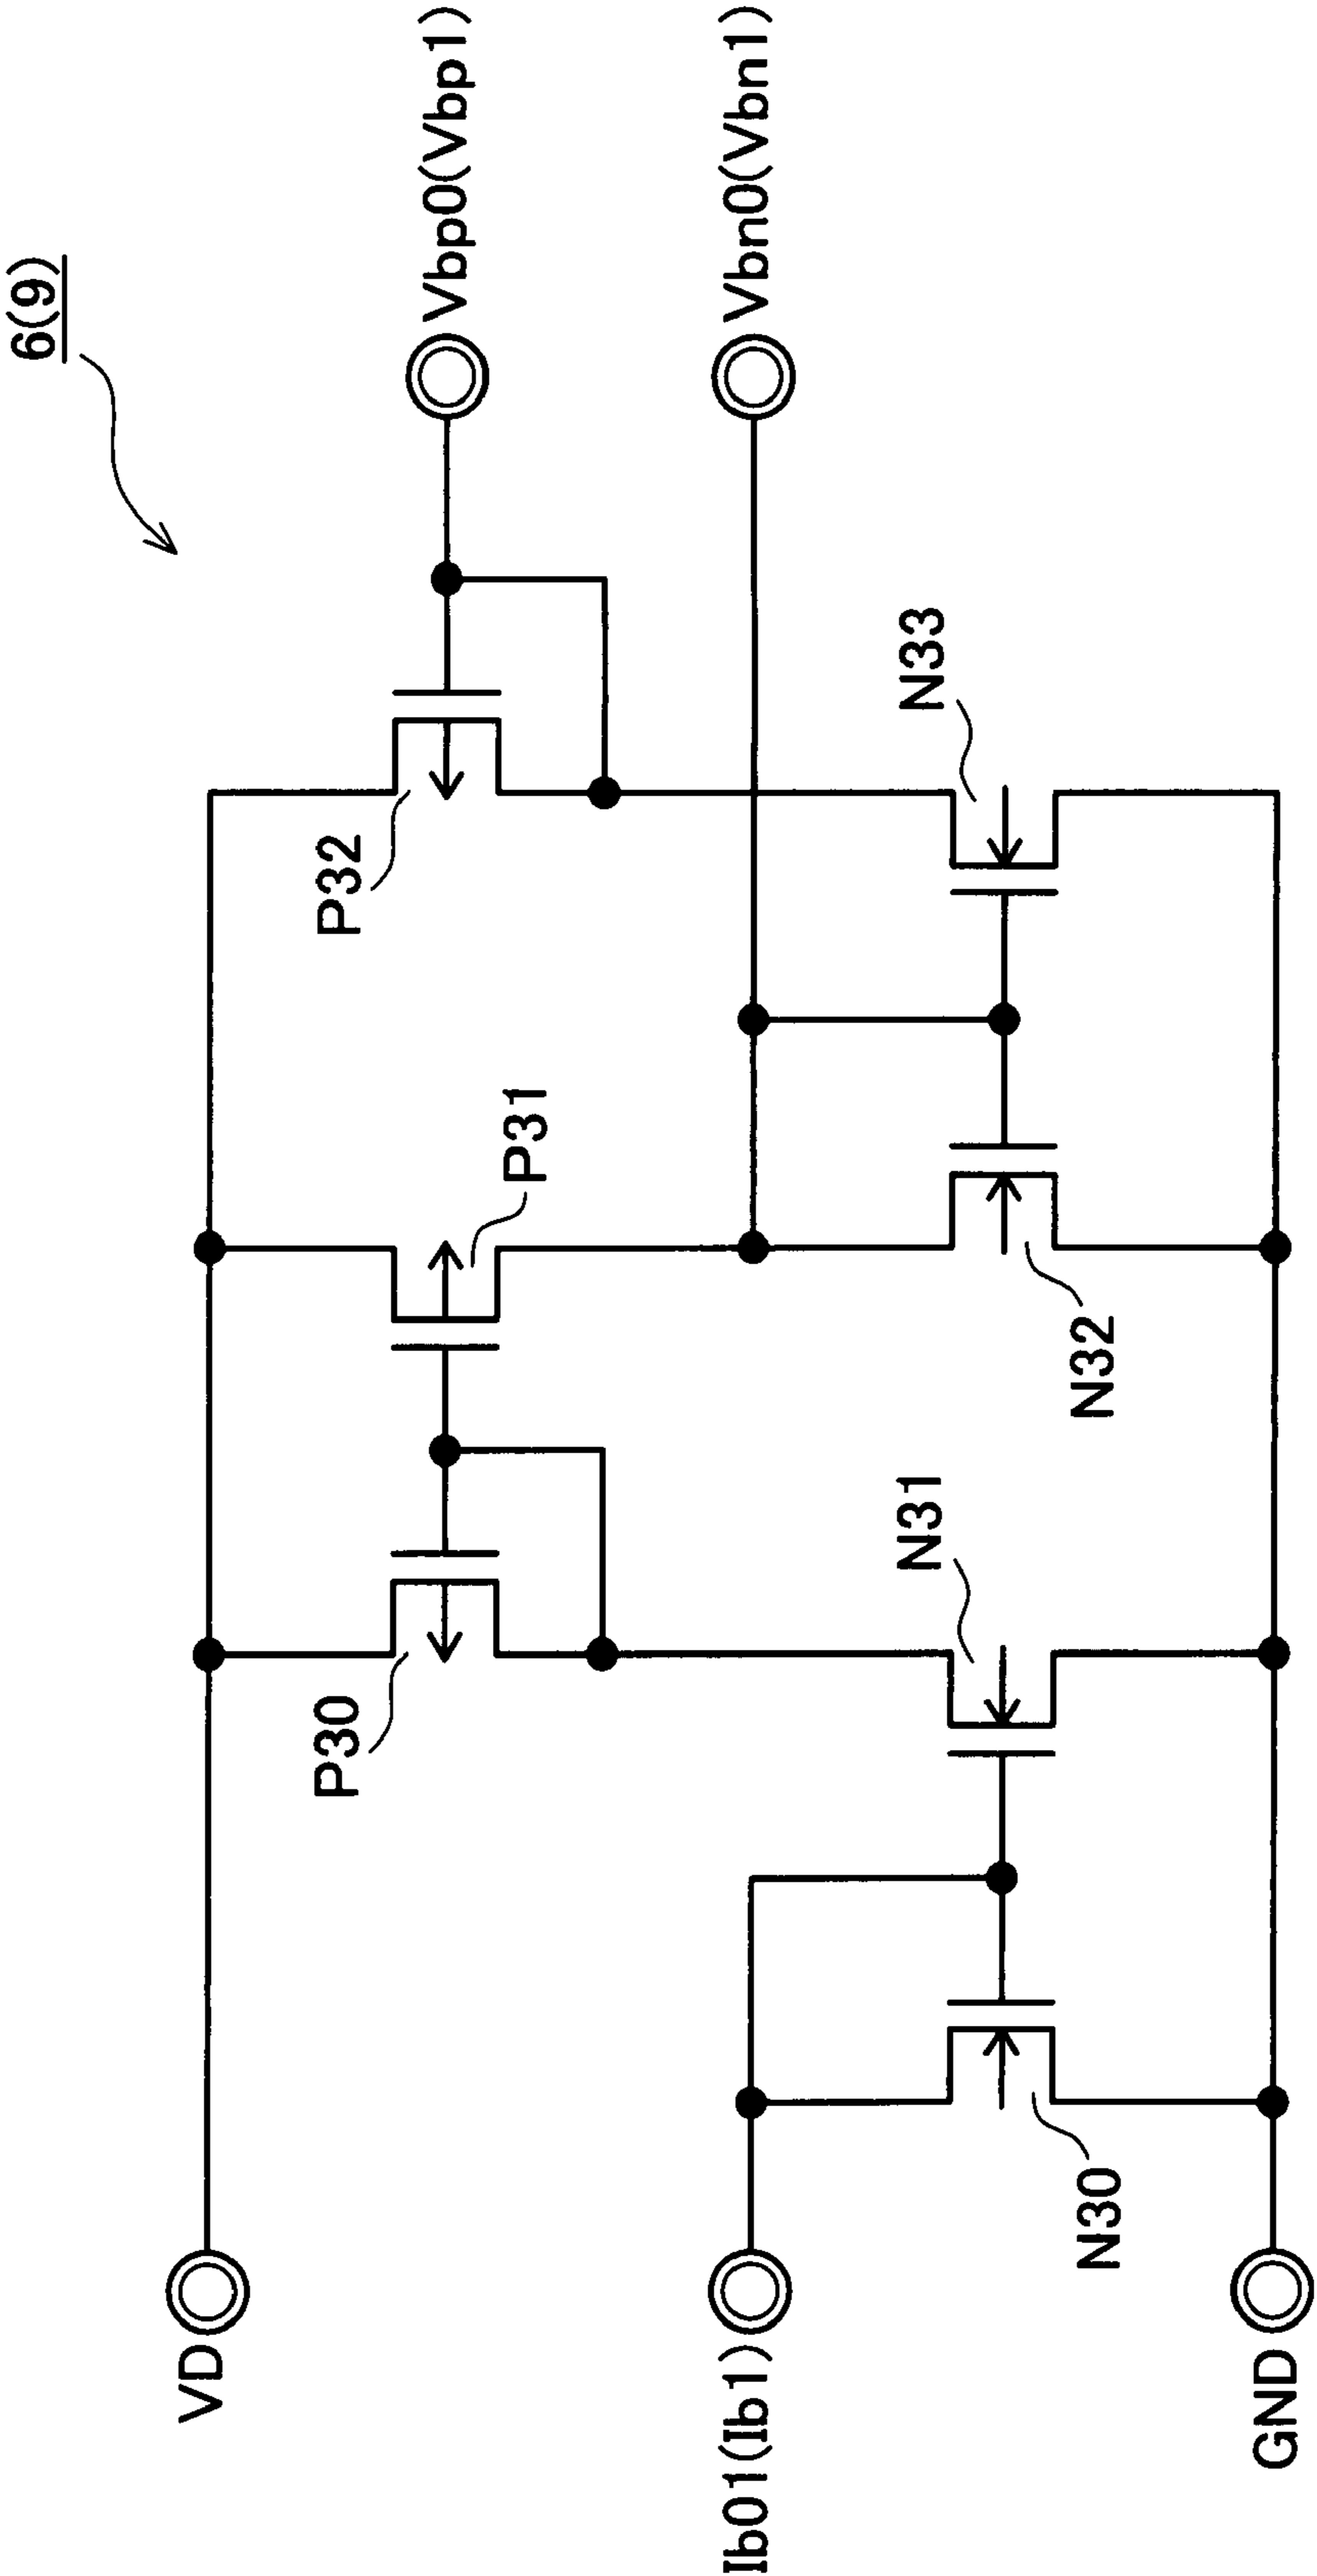 6(9)
VD
Ib01(Ib1)
GND
P30
P31
P32
N30
N31
N32
N33
Vbp0(Vbp1)
Vbn0(Vbn1)